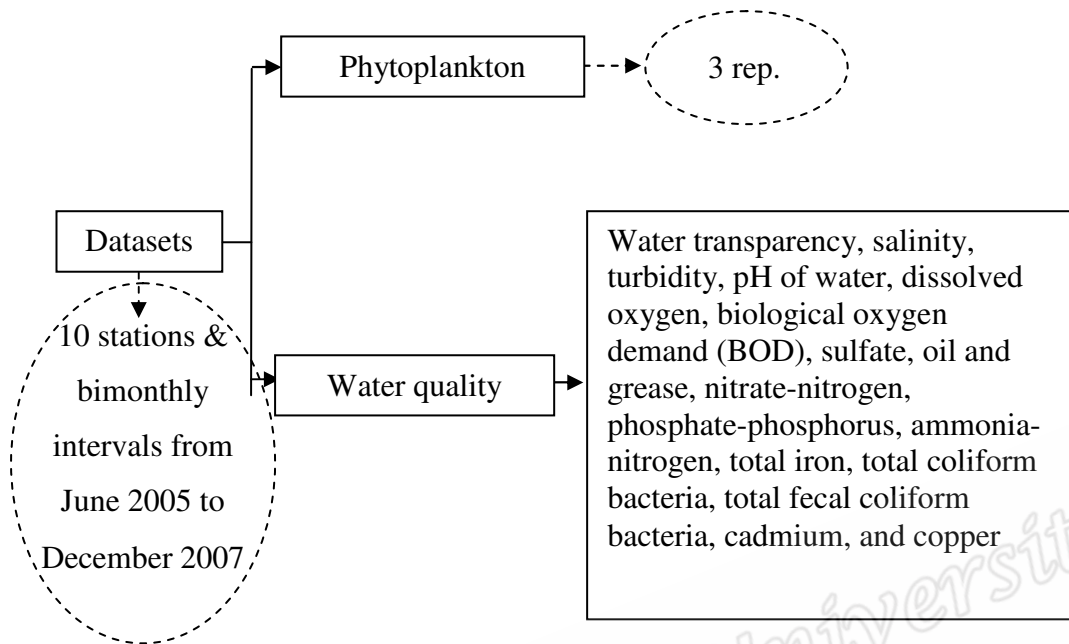 Phytoplankton
3 rep.
Datasets
10 stations &
bimonthly
intervals from
June 2005 to
December 2007
Water quality
Water transparency, salinity,
turbidity, pH of water, dissolved
oxygen, biological oxygen
demand (BOD), sulfate, oil and
grease, nitrate-nitrogen,
phosphate-phosphorus, ammonia-
nitrogen, total iron, total coliform
bacteria, total fecal coliform
bacteria, cadmium, and copper